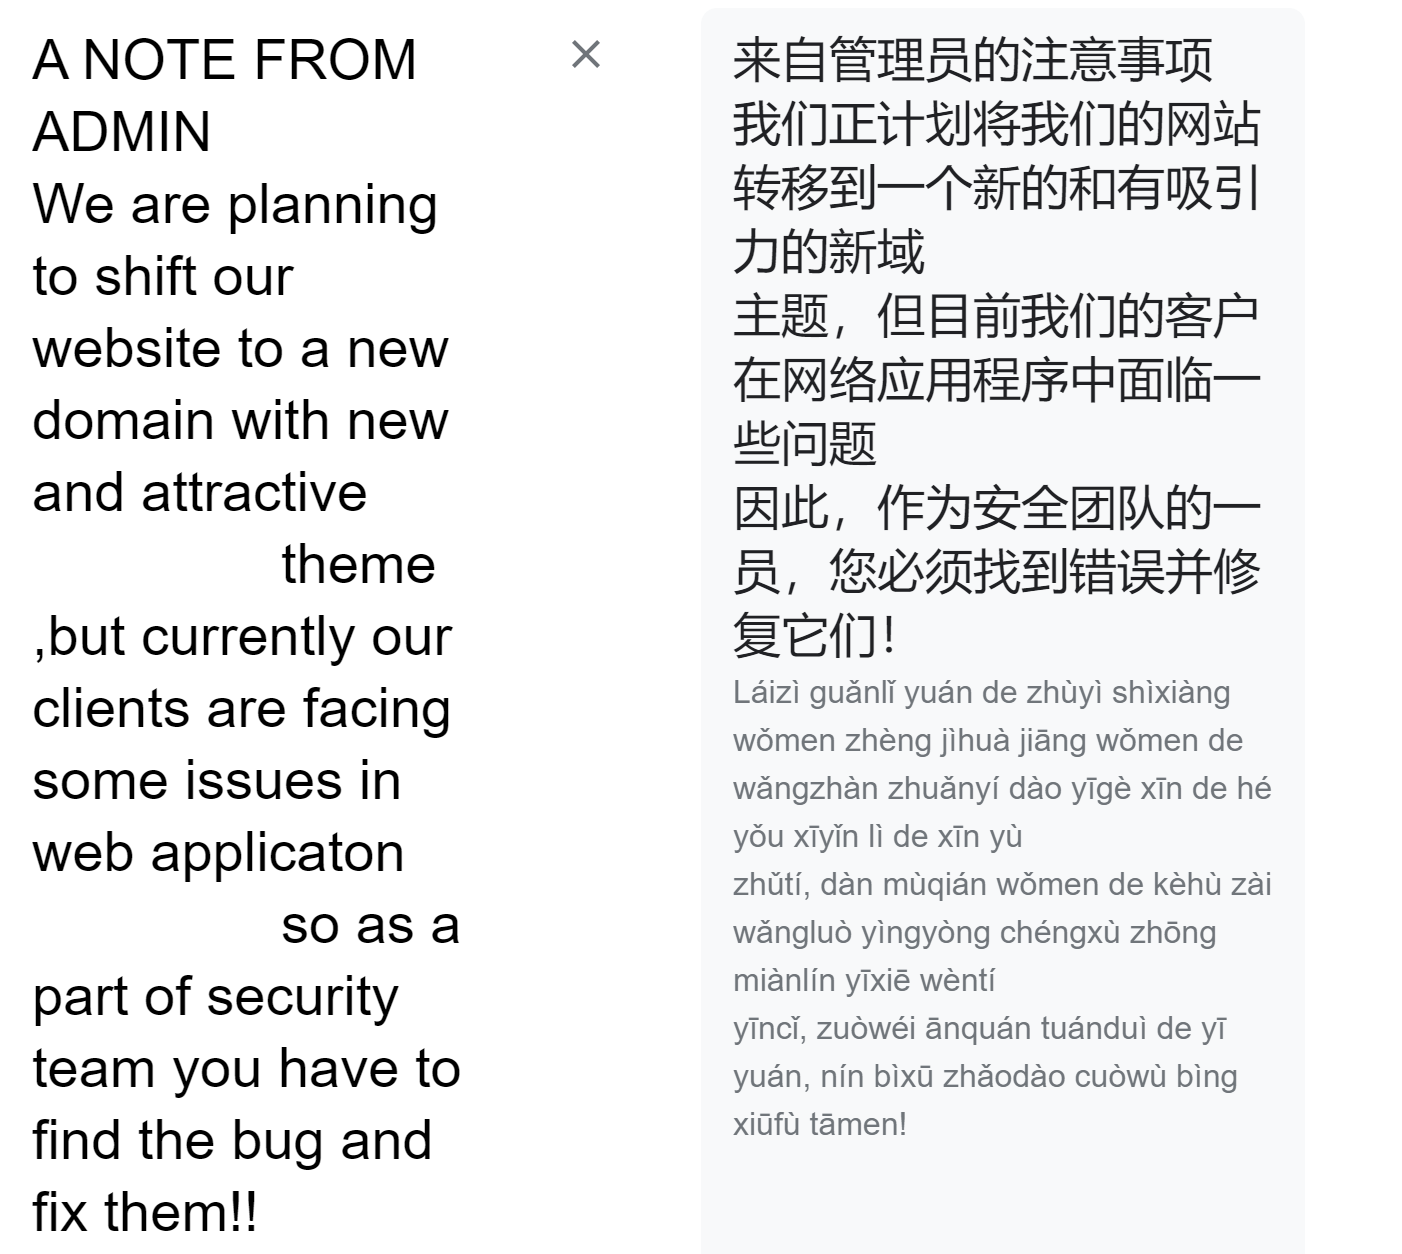 A NOTE FROM
ADMIN
We are planning
to shift our
website to a new
domain with new
and attractive
theme
,but currently our
clients are facing
some issues in
web applicaton
so as a
part of security
team you have to
find the bug and
fix them!!
来自管理员的注意事项
我们正计划将我们的网站
转移到一个新的和有吸引
力的新域
主题，但目前我们的客户
在网络应用程序中面临一
些问题
因此，作为安全团队的一
员，您必须找到错误并修
复它们！
Láizì guǎnlǐ yuán de zhùyì shìxiàng
wǒmen zhèng jìhuà jiāng wǒmen de
wǎngzhàn zhuǎnyí dào yīgè xīn de hé
yǒu xīyǐn lì de xīn yù
zhǔtí, dàn mùqián wǒmen de kèhù zài
wǎngluò yìngyòng chéngxù zhōng
miànlín yīxiē wèntí
yīncǐ, zuòwéi ānquán tuánduì de yī
yuán, nín bìxū zhǎodào cuòwù bìng
xiūfù tāmen!